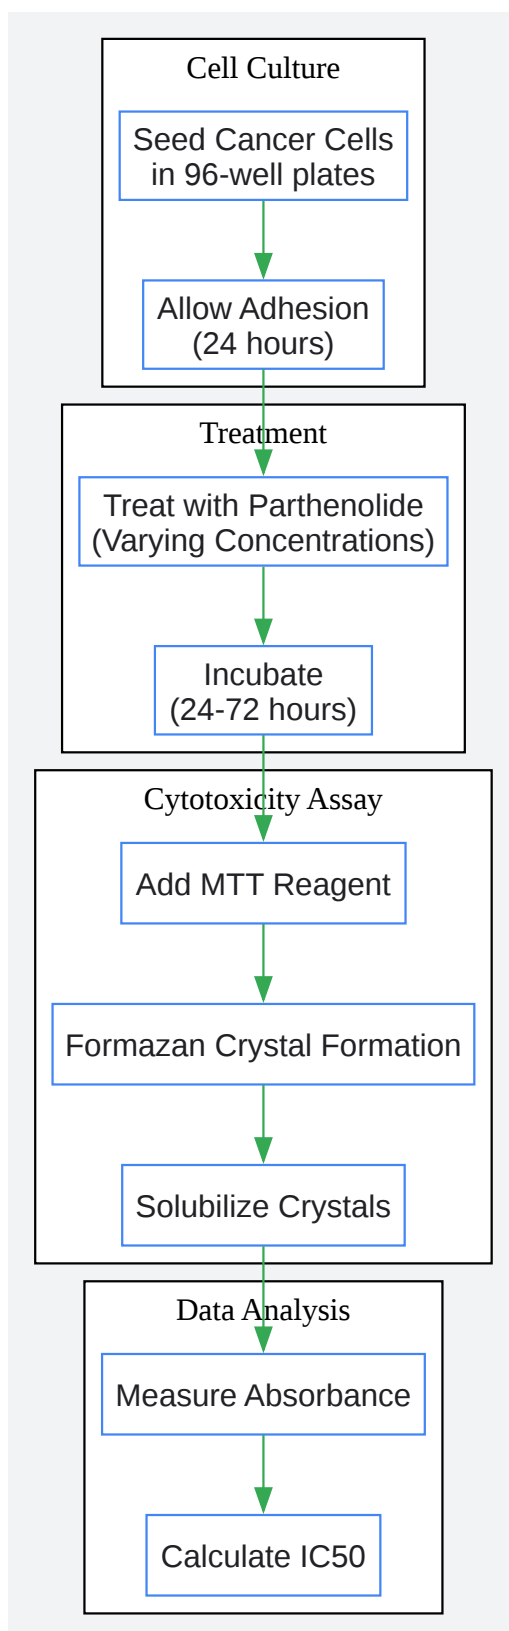 Cell Culture
Seed Cancer Cells
in 96-well plates
Allow Adhesion
(24 hours)
Treatment
Treat with Parthenolide
(Varying Concentrations)
Incubate
(24-72 hours)
Cytotoxicity Assay
Add MTT Reagent
Formazan Crystal Formation
Solubilize Crystals
Data Analysis
Measure Absorbance
Calculate IC50